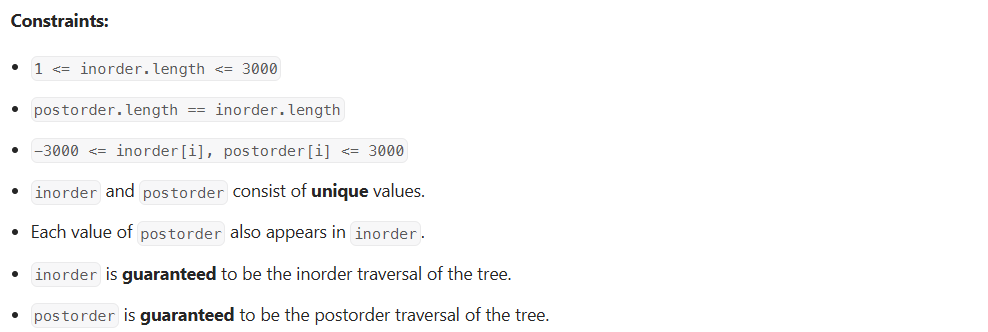 Constraints:
1 <= inorder.length <= 3000
postorder.length == inorder.length
-3000 <= inorder[i], postorder[i] <= 3000
inorder and postorder consist of unique values.
Each value of postorder also appears in inorder.
inorder is guaranteed to be the inorder traversal of the tree.
postorder is guaranteed to be the postorder traversal of the tree.